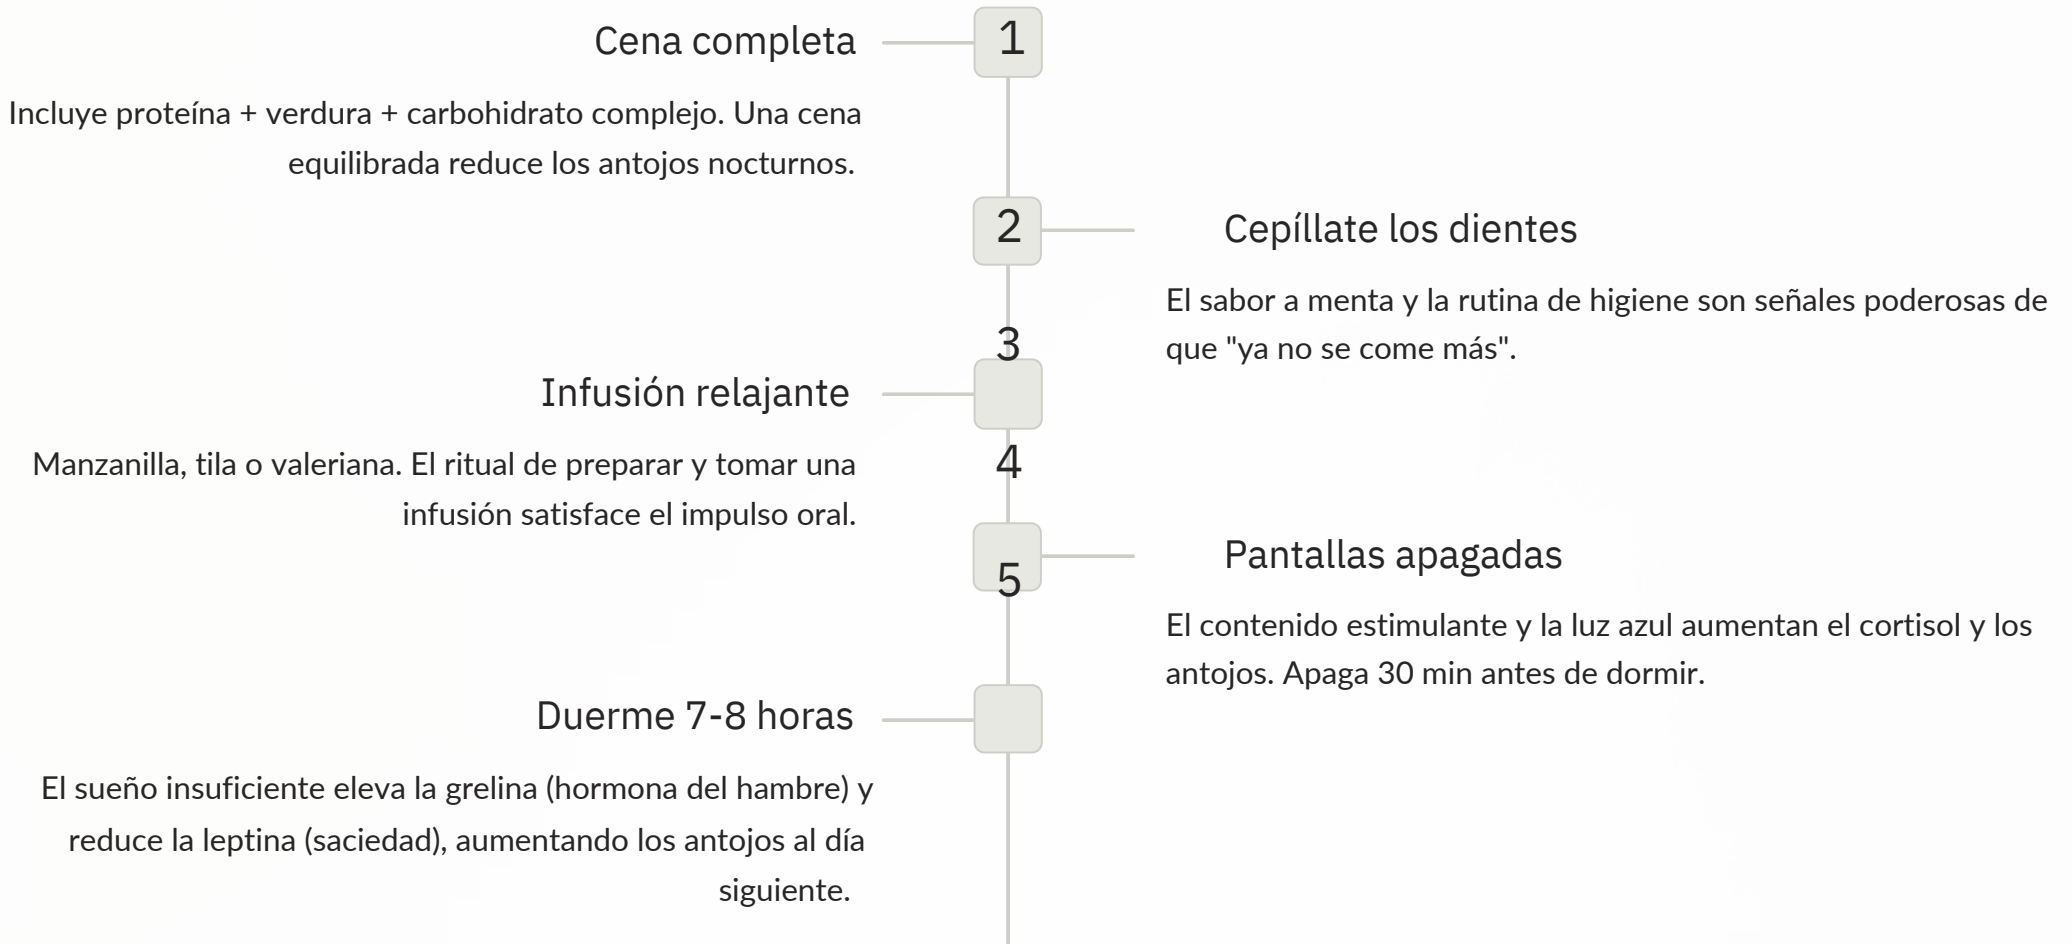 1
Cena completa
Incluye proteína + verdura + carbohidrato complejo. Una cena
equilibrada reduce los antojos nocturnos.
2
Cepíllate los dientes
El sabor a menta y la rutina de higiene son señales poderosas de
que "ya no se come más".
3
Infusión relajante
Manzanilla, tila o valeriana. El ritual de preparar y tomar una
infusión satisface el impulso oral.
4
Pantallas apagadas
El contenido estimulante y la luz azul aumentan el cortisol y los
antojos. Apaga 30 min antes de dormir.
5
Duerme 7-8 horas
El sueño insuficiente eleva la grelina (hormona del hambre) y
reduce la leptina (saciedad), aumentando los antojos al día
siguiente.